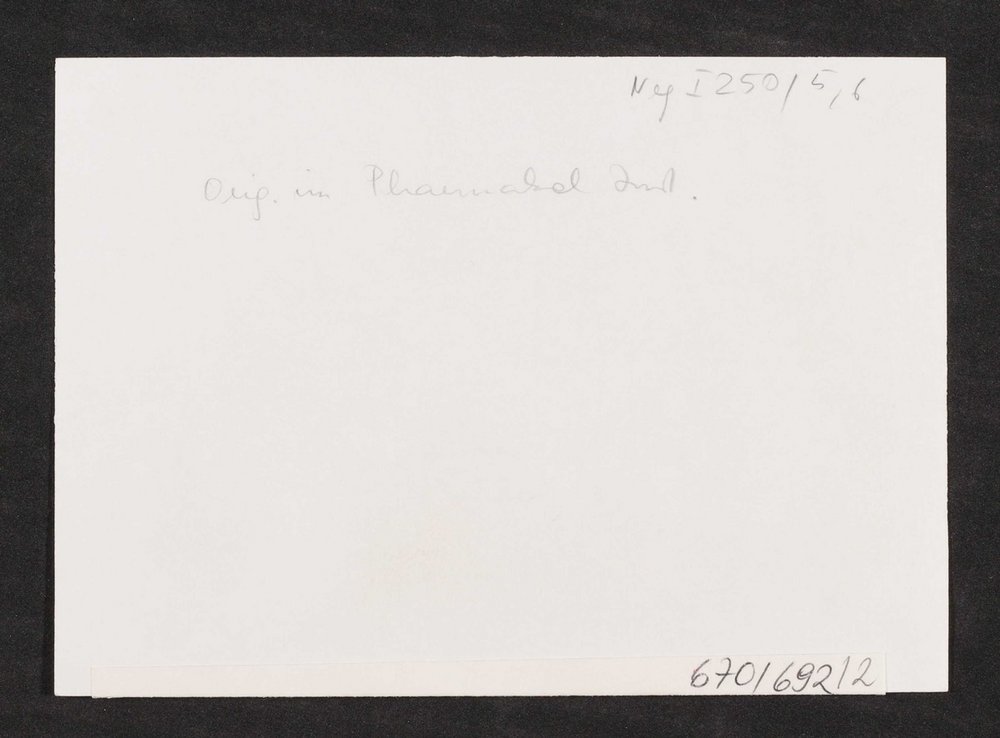 Neg I 250/5,6
Orig. im Pharmakol Inst.
670/692/2